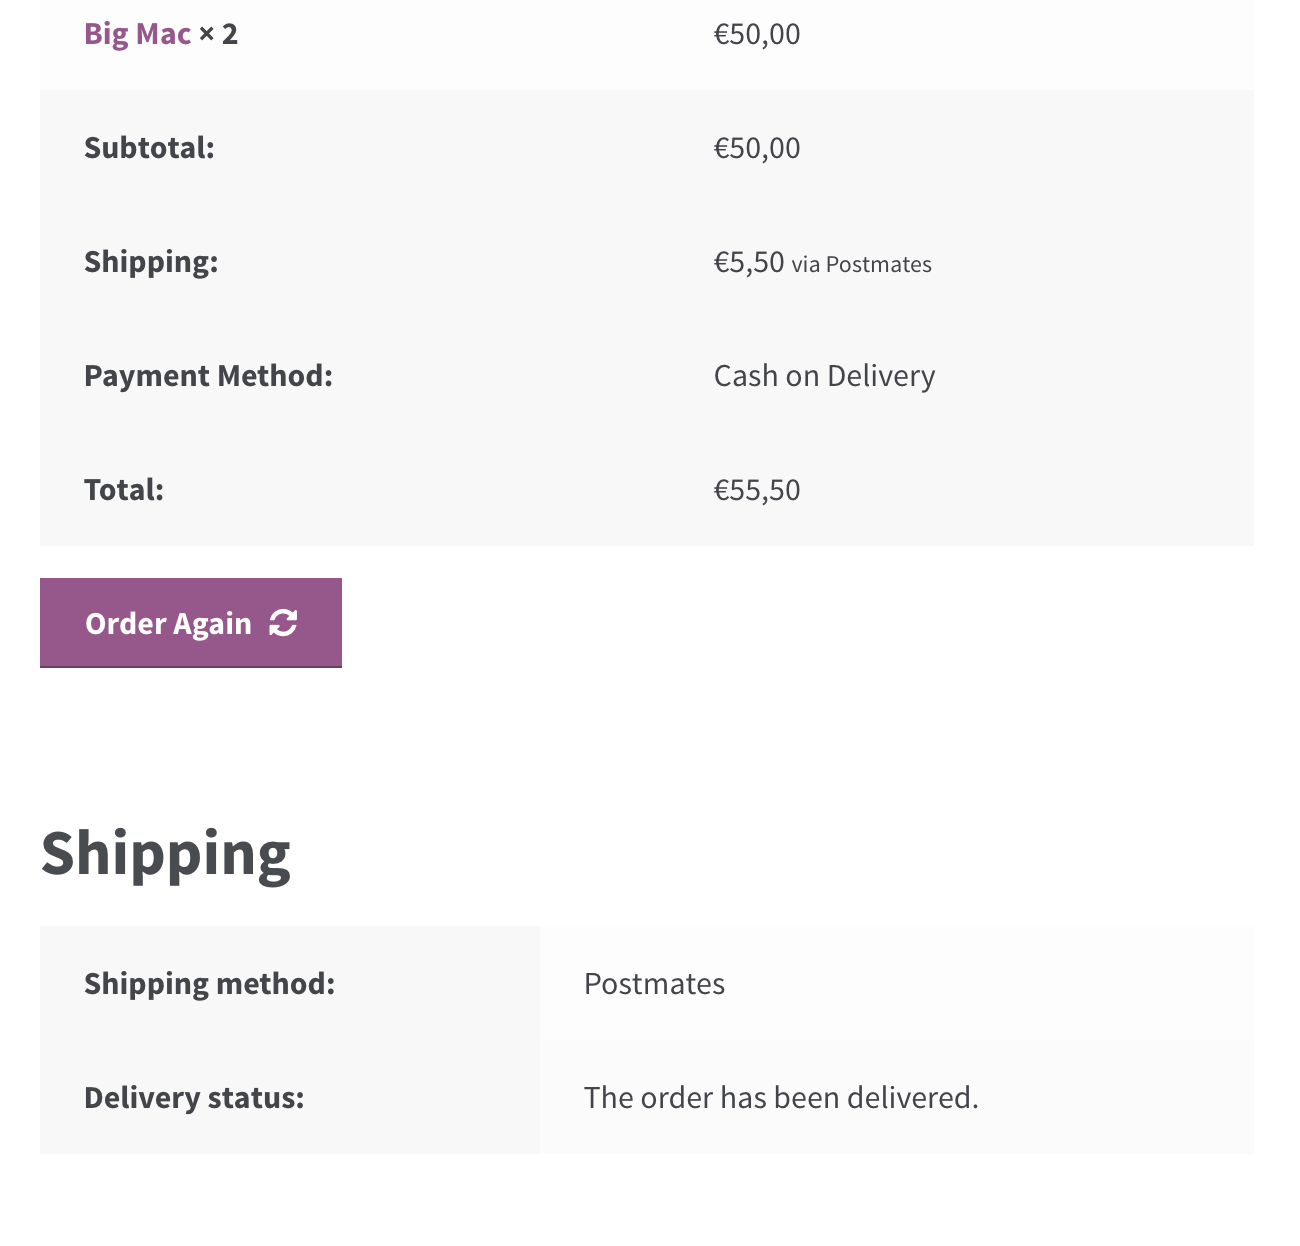 Big Mac × 2 €50,00
Subtotal: €50,00
Shipping: €5,50 via Postmates
Payment Method: Cash on Delivery
Total: €55,50
Order Again
Shipping
Shipping method: Postmates
Delivery status: The order has been delivered.